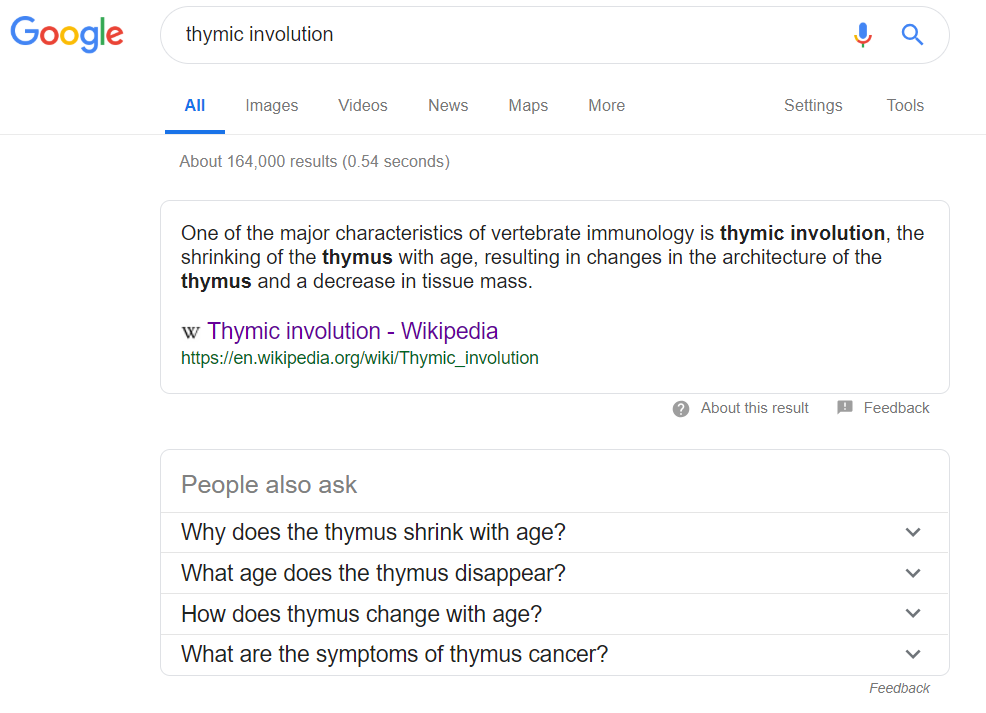 Google
thymic involution
All Images Videos News Maps More Settings Tools
About 164,000 results (0.54 seconds)
One of the major characteristics of vertebrate immunology is thymic involution, the
shrinking of the thymus with age, resulting in changes in the architecture of the
thymus and a decrease in tissue mass.
W Thymic involution - Wikipedia
https://en.wikipedia.org/wiki/Thymic_involution
About this result Feedback
People also ask
Why does the thymus shrink with age?
What age does the thymus disappear?
How does thymus change with age?
What are the symptoms of thymus cancer?
Feedback